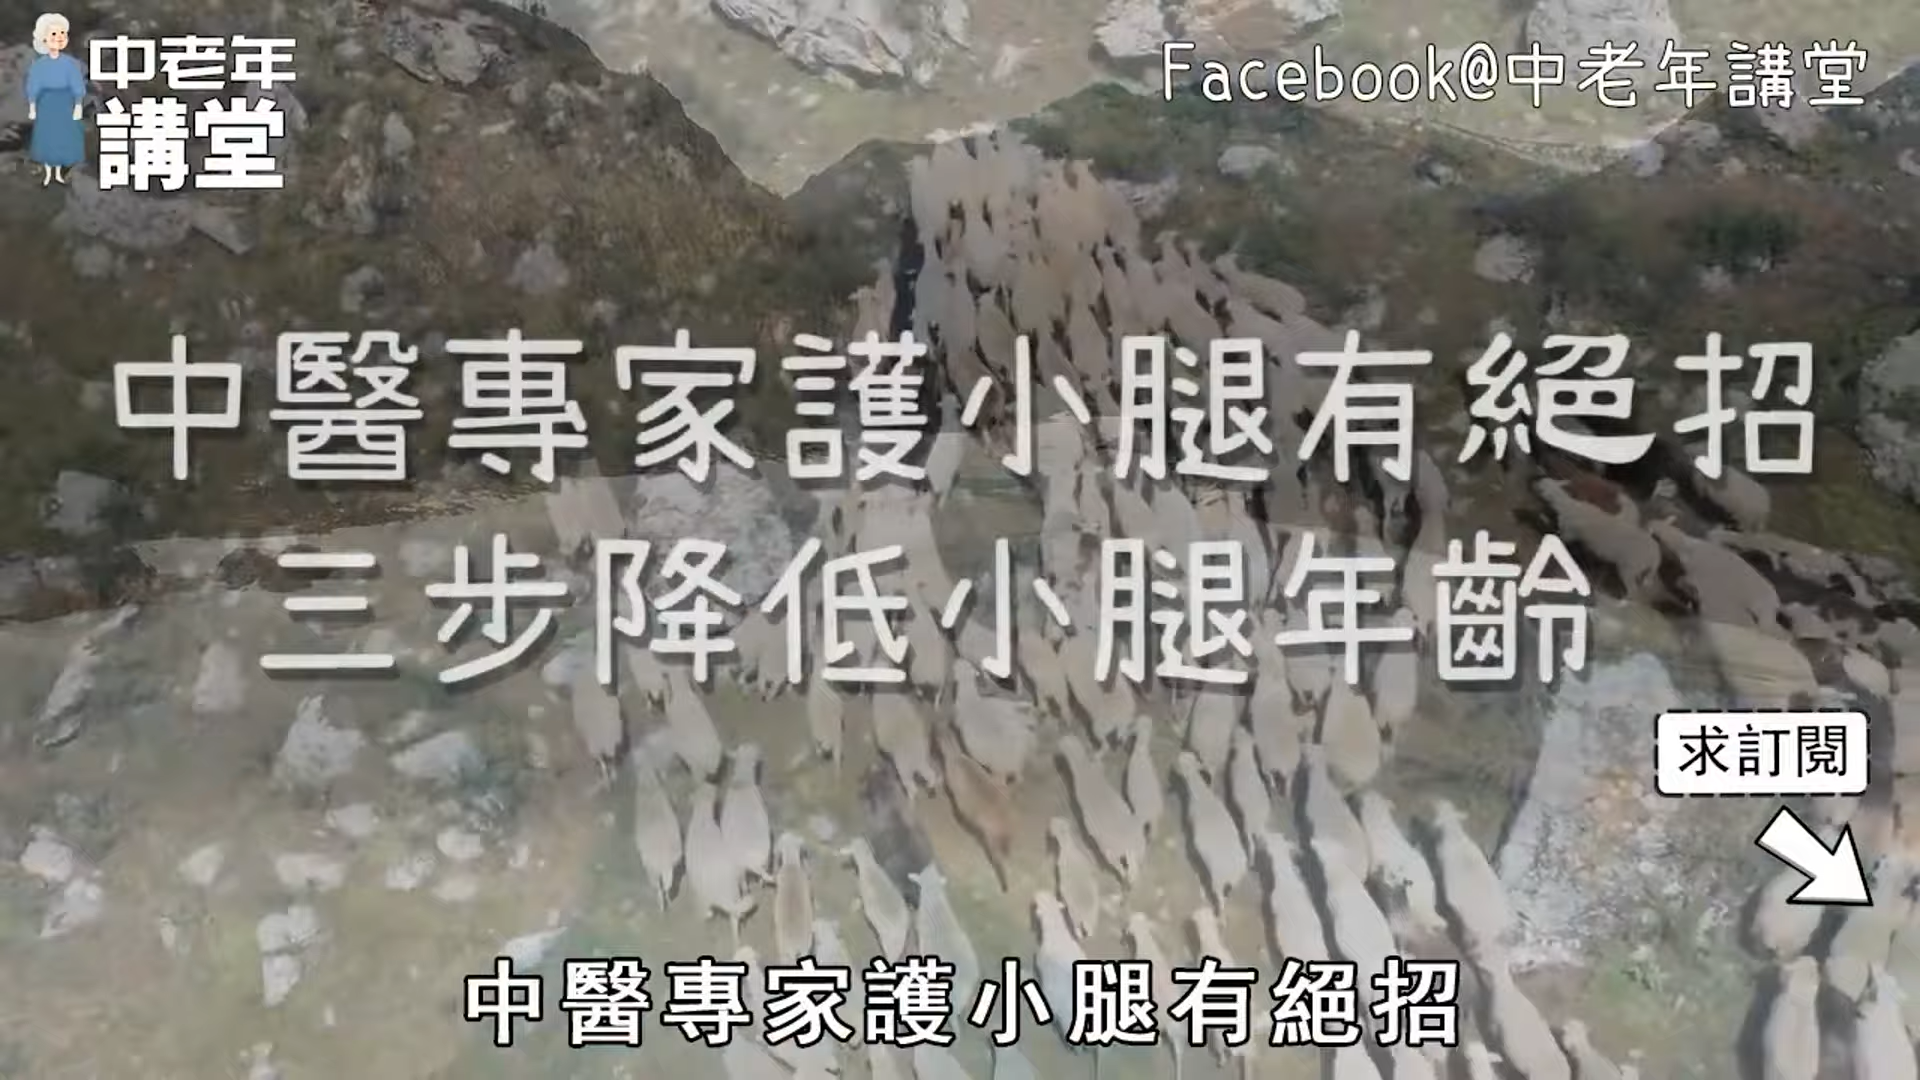 中老年
講堂
Facebook@中老年講堂
中醫專家護小腿有絕招
三步降低小腿年齡
求訂閱
中醫專家護小腿有絕招